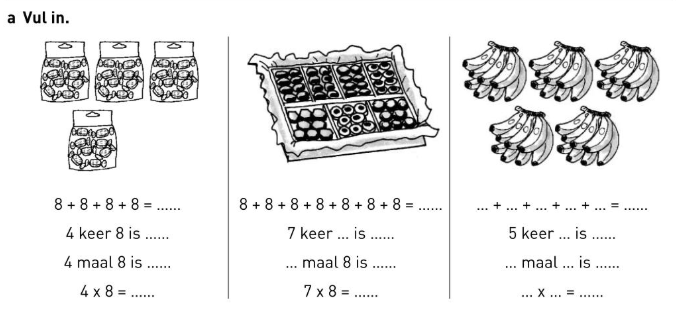 a Vul in.
8 + 8 + 8 + 8 = ......
4 keer 8 is ......
4 maal 8 is ......
4 x 8 = ......
8 + 8 + 8 + 8 + 8 + 8 + 8 = ......
7 keer ... is ......
... maal 8 is ......
7 x 8 = ......
... + ... + ... + ... + ... = ......
5 keer ... is ......
... maal ... is ......
... x ... = ......